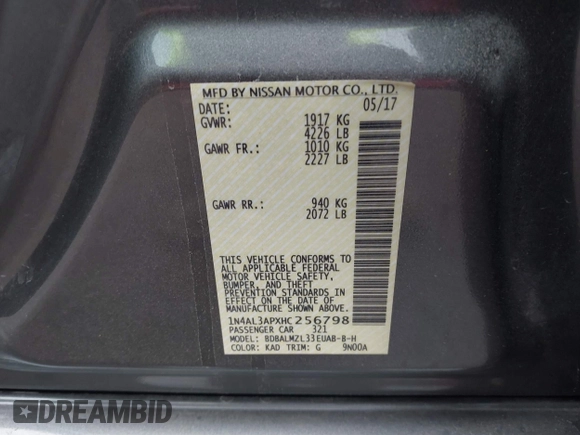 MFD BY NISSAN MOTOR CO., LTD.
DATE: 05/17
GVWR: 1917 KG
4226 LB
GAWR FR.: 1010 KG
2227 LB
GAWR RR.: 940 KG
2072 LB
THIS VEHICLE CONFORMS TO
ALL APPLICABLE FEDERAL
MOTOR VEHICLE SAFETY,
BUMPER, AND THEFT
PREVENTION STANDARDS IN
EFFECT ON THE DATE OF
MANUFACTURE SHOWN ABOVE.
1N4AL3APXHC256798
PASSENGER CAR 321
MODEL: BDBALMZL33EUAB-B-H
COLOR: KAD TRIM: G 9N00A
DREAMBID